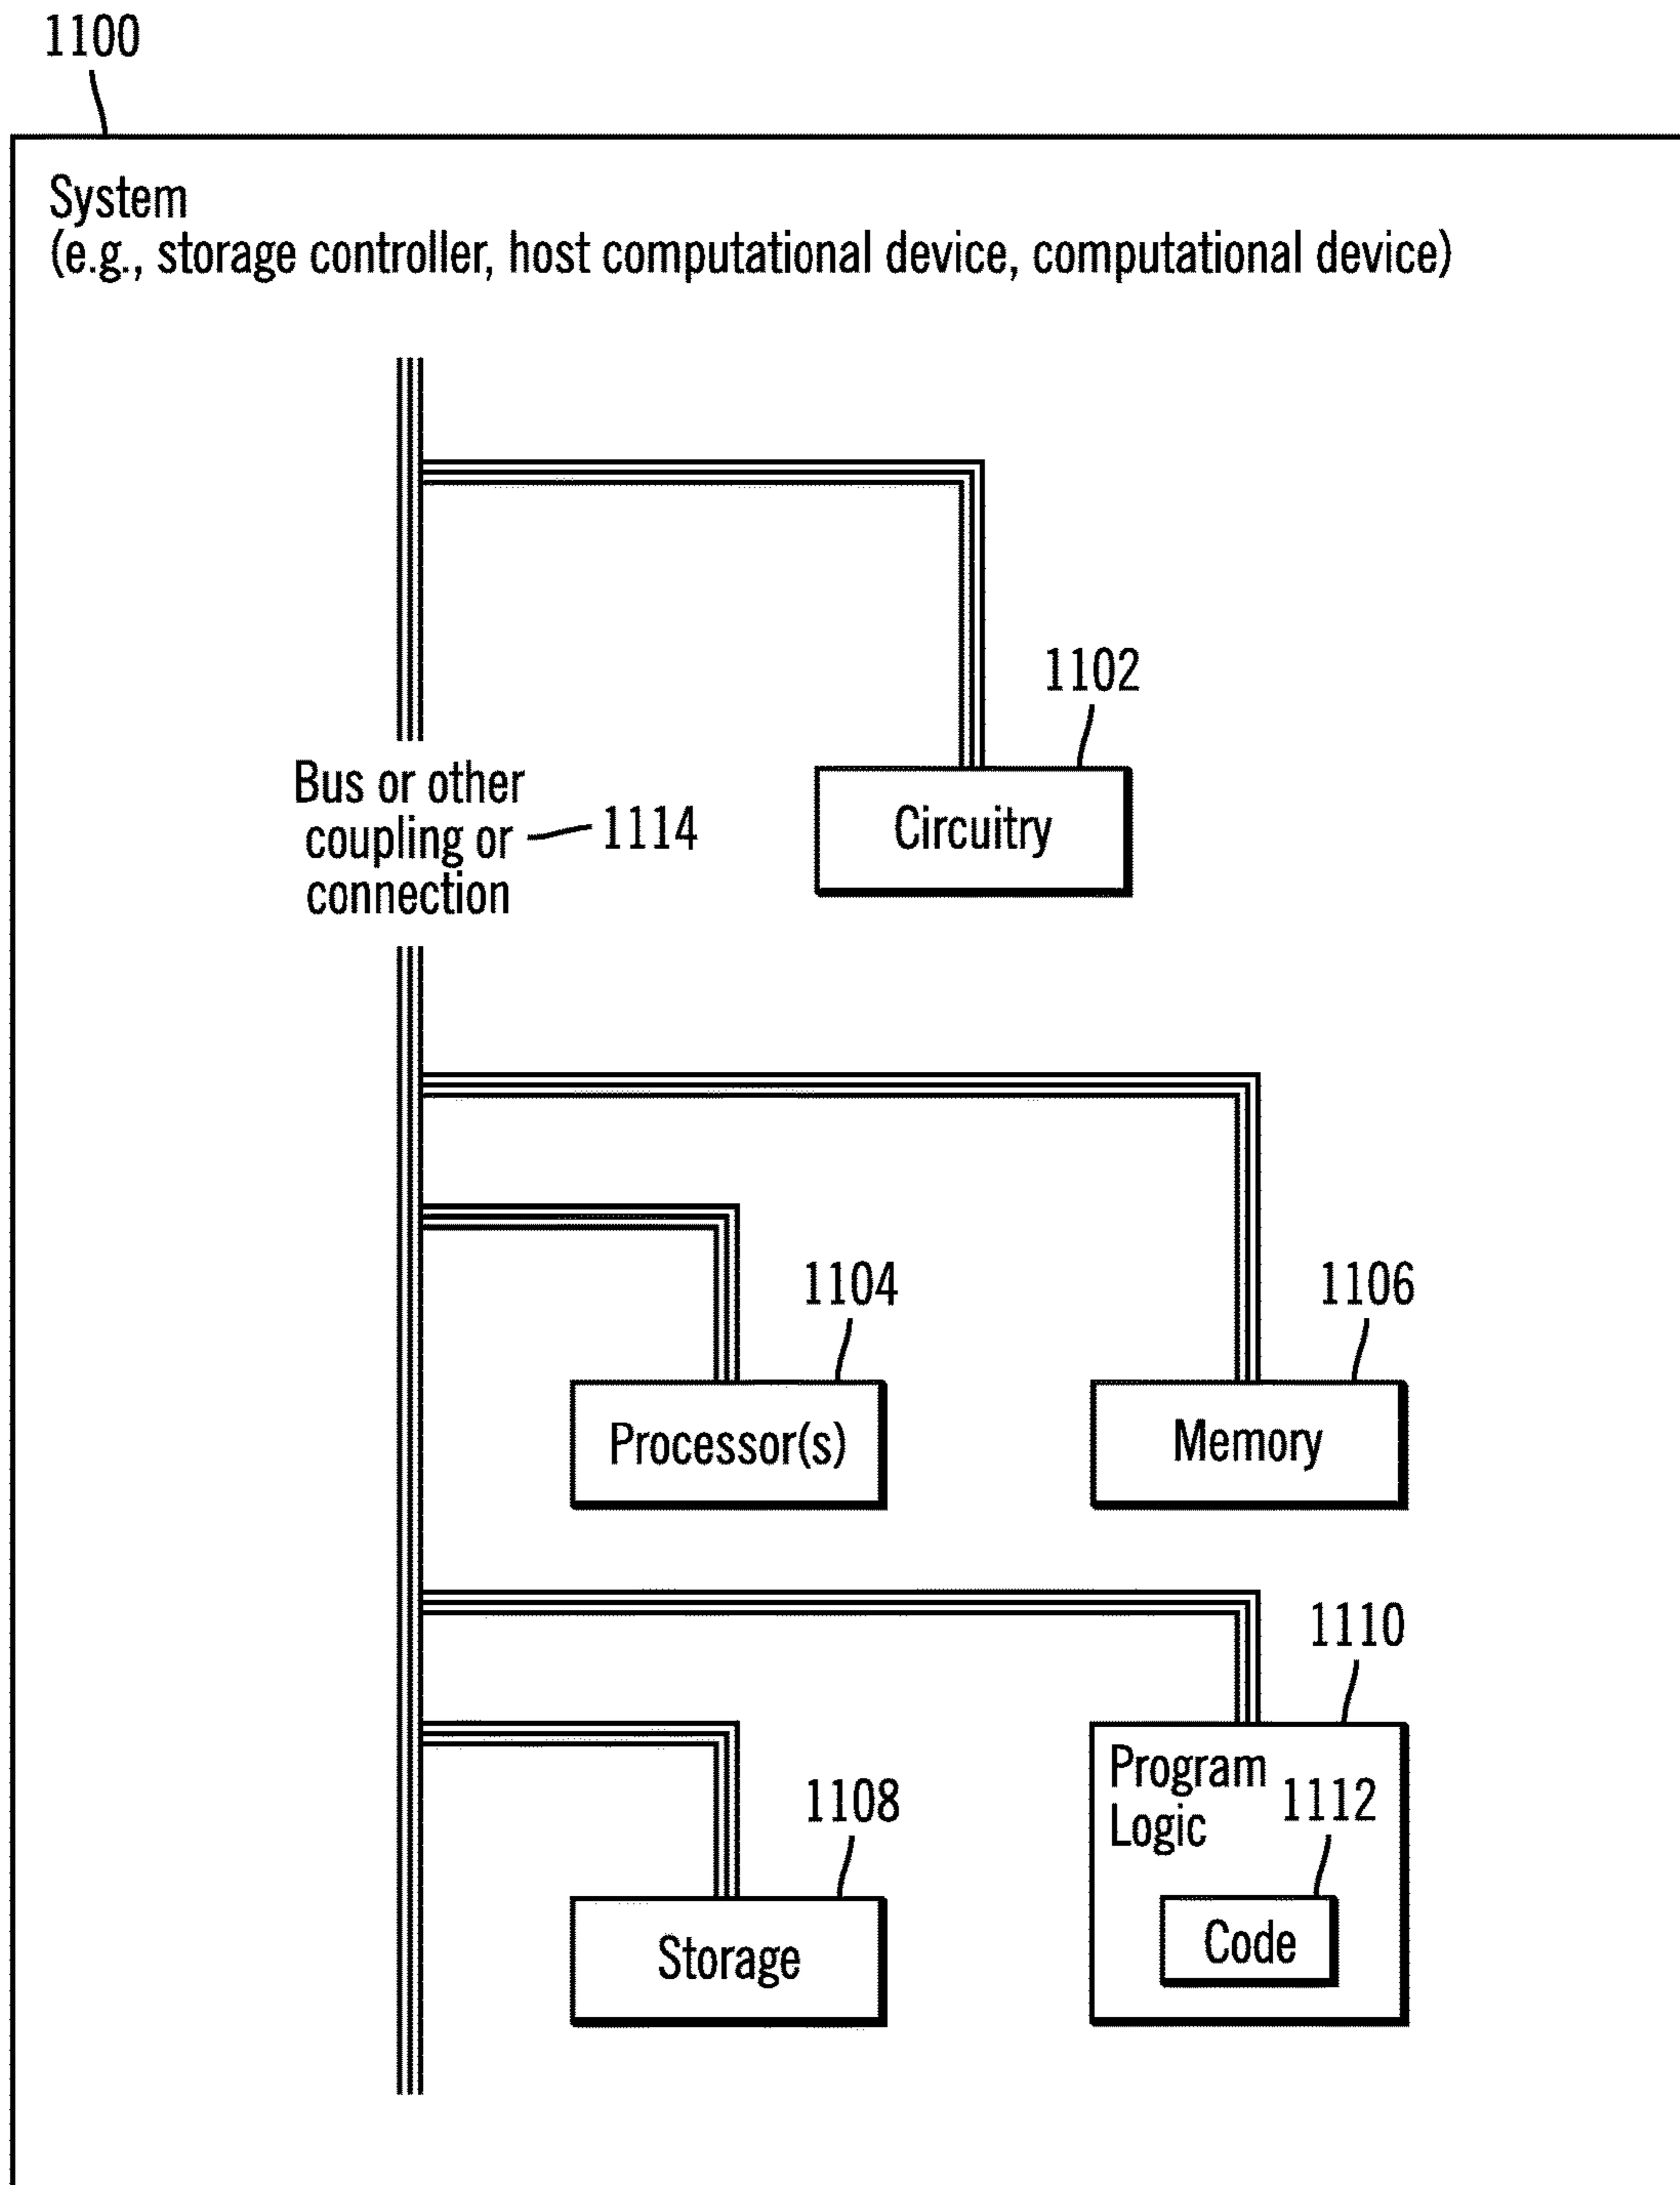 1100
System
(e.g., storage controller, host computational device, computational device)
1102
Bus or other
coupling or
connection
1114
Circuitry
1104
1106
Processor(s)
Memory
1110
Program
Logic
1108
1112
Storage
Code